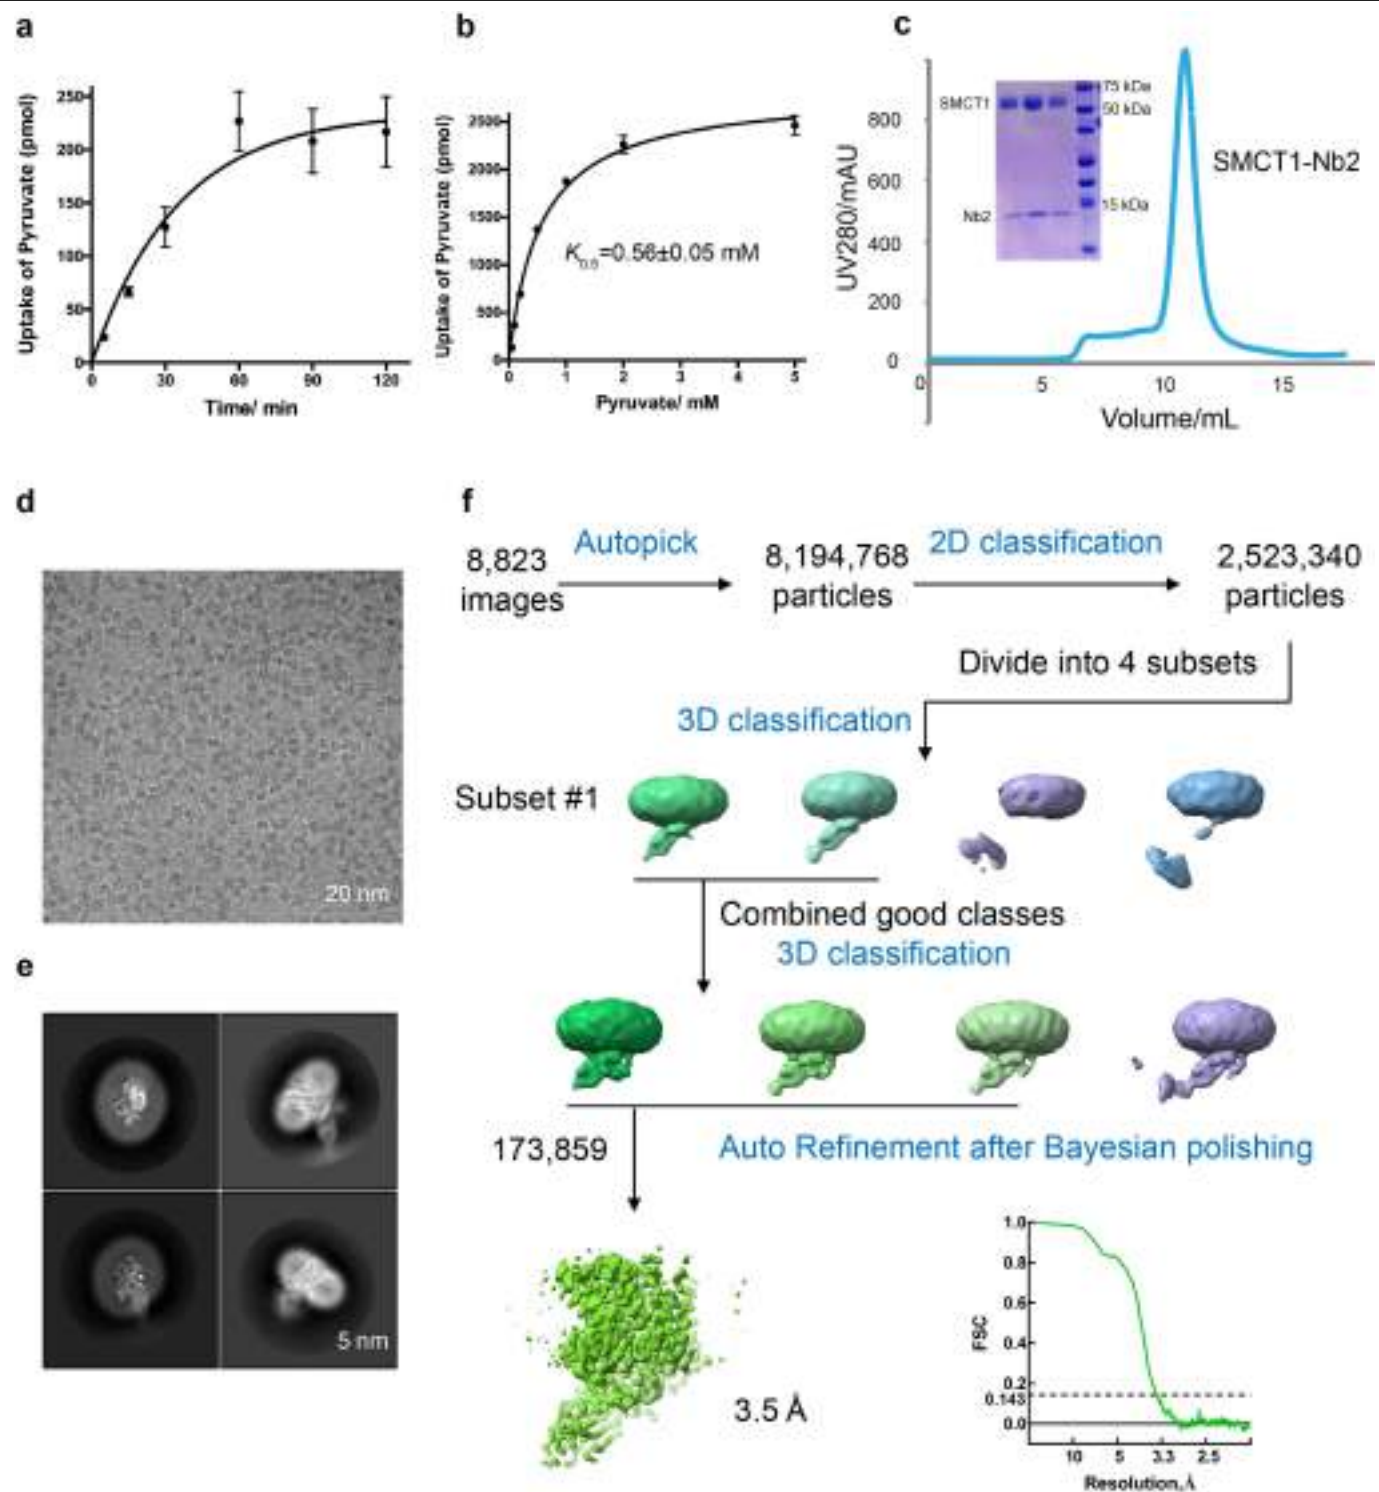 a
Uptake of Pyruvate (pmol)
250
200
150
100
50
0
0 30 60 90 120
Time/ min
b
Uptake of Pyruvate (pmol)
2500
2000
1500
1000
500
0
K0.5=0.56±0.05 mM
0 1 2 3 4 5
Pyruvate/ mM
c
UV280/mAU
800
600
400
200
0
SMCT1
Nb2
75 kDa
50 kDa
15 kDa
SMCT1-Nb2
0 5 10 15
Volume/mL
d
20 nm
e
5 nm
f
8,823
images
Autopick
8,194,768
particles
2D classification
2,523,340
particles
Divide into 4 subsets
3D classification
Subset #1
Combined good classes
3D classification
173,859
Auto Refinement after Bayesian polishing
3.5 Å
FSC
1.0
0.8
0.6
0.4
0.2
0.143
0.0
10 5 3.3 2.5
Resolution,Å